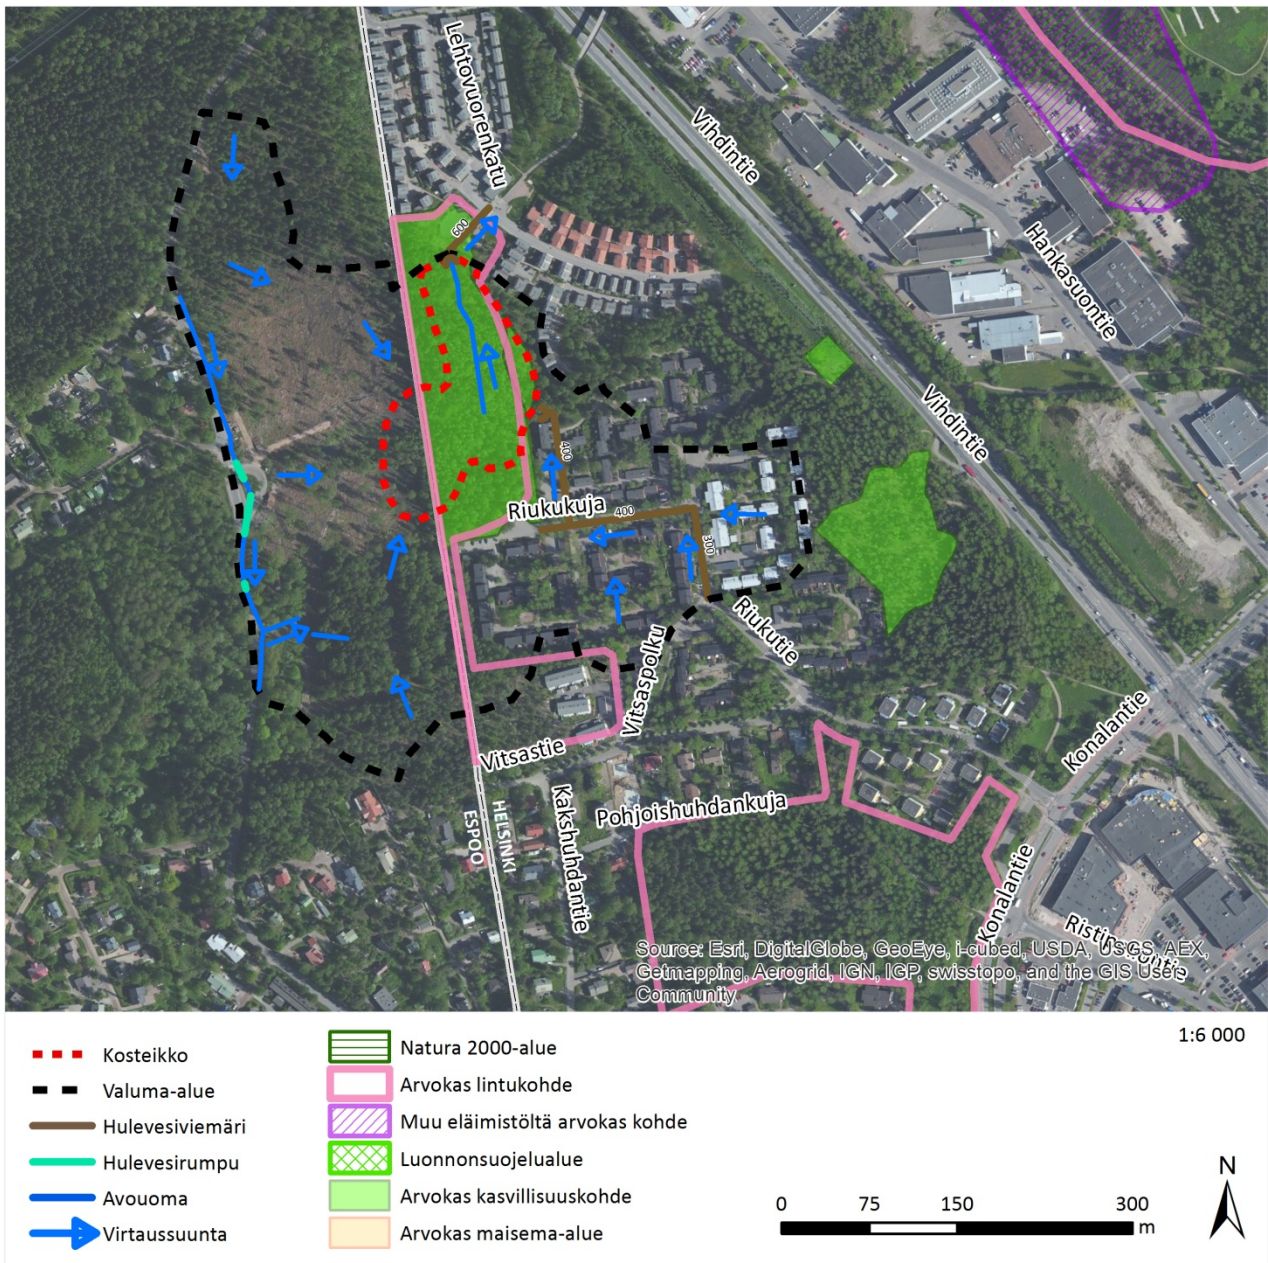 Lehtovuorenkatu
Vihdintie
Hankasuontie
600
Vihdintie
400
Riukukuja
400
300
Riukutie
Vitsaspolku
Vitsastie
Konalantie
Kakshuhdantie
Pohjoishuhdankuja
HELSINKI
ESPOO
Konalantie
Source: Esri, DigitalGlobe, GeoEye, i-cubed, USDA, USGS, AEX,
Getmapping, Aerogrid, IGN, IGP, swisstopo, and the GIS User
Community
1:6 000
Kosteikko
Valuma-alue
Hulevesiviemäri
Hulevesirumpu
Avouoma
Virtaussuunta
Natura 2000-alue
Arvokas lintukohde
Muu eläimistöltä arvokas kohde
Luonnonsuojelualue
Arvokas kasvillisuuskohde
Arvokas maisema-alue
0 75 150 300
m
N